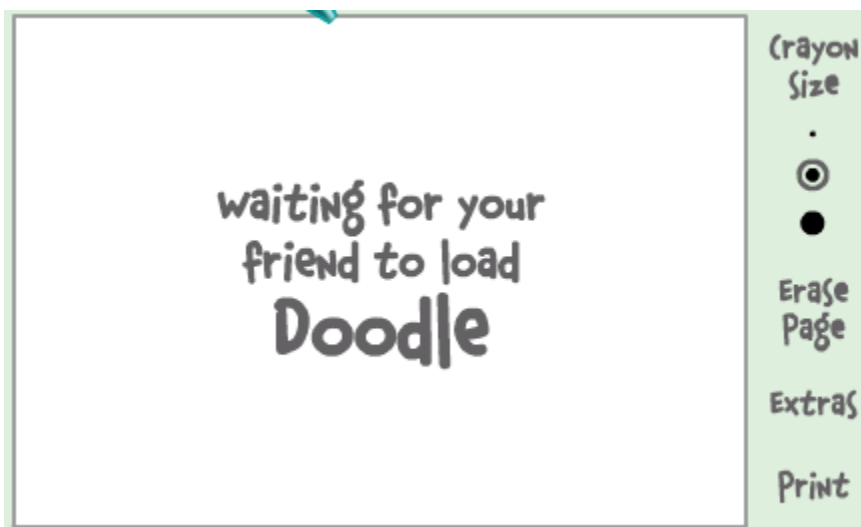 waiting for your
friend to load
Doodle
Crayon
Size
Erase
Page
Extras
Print